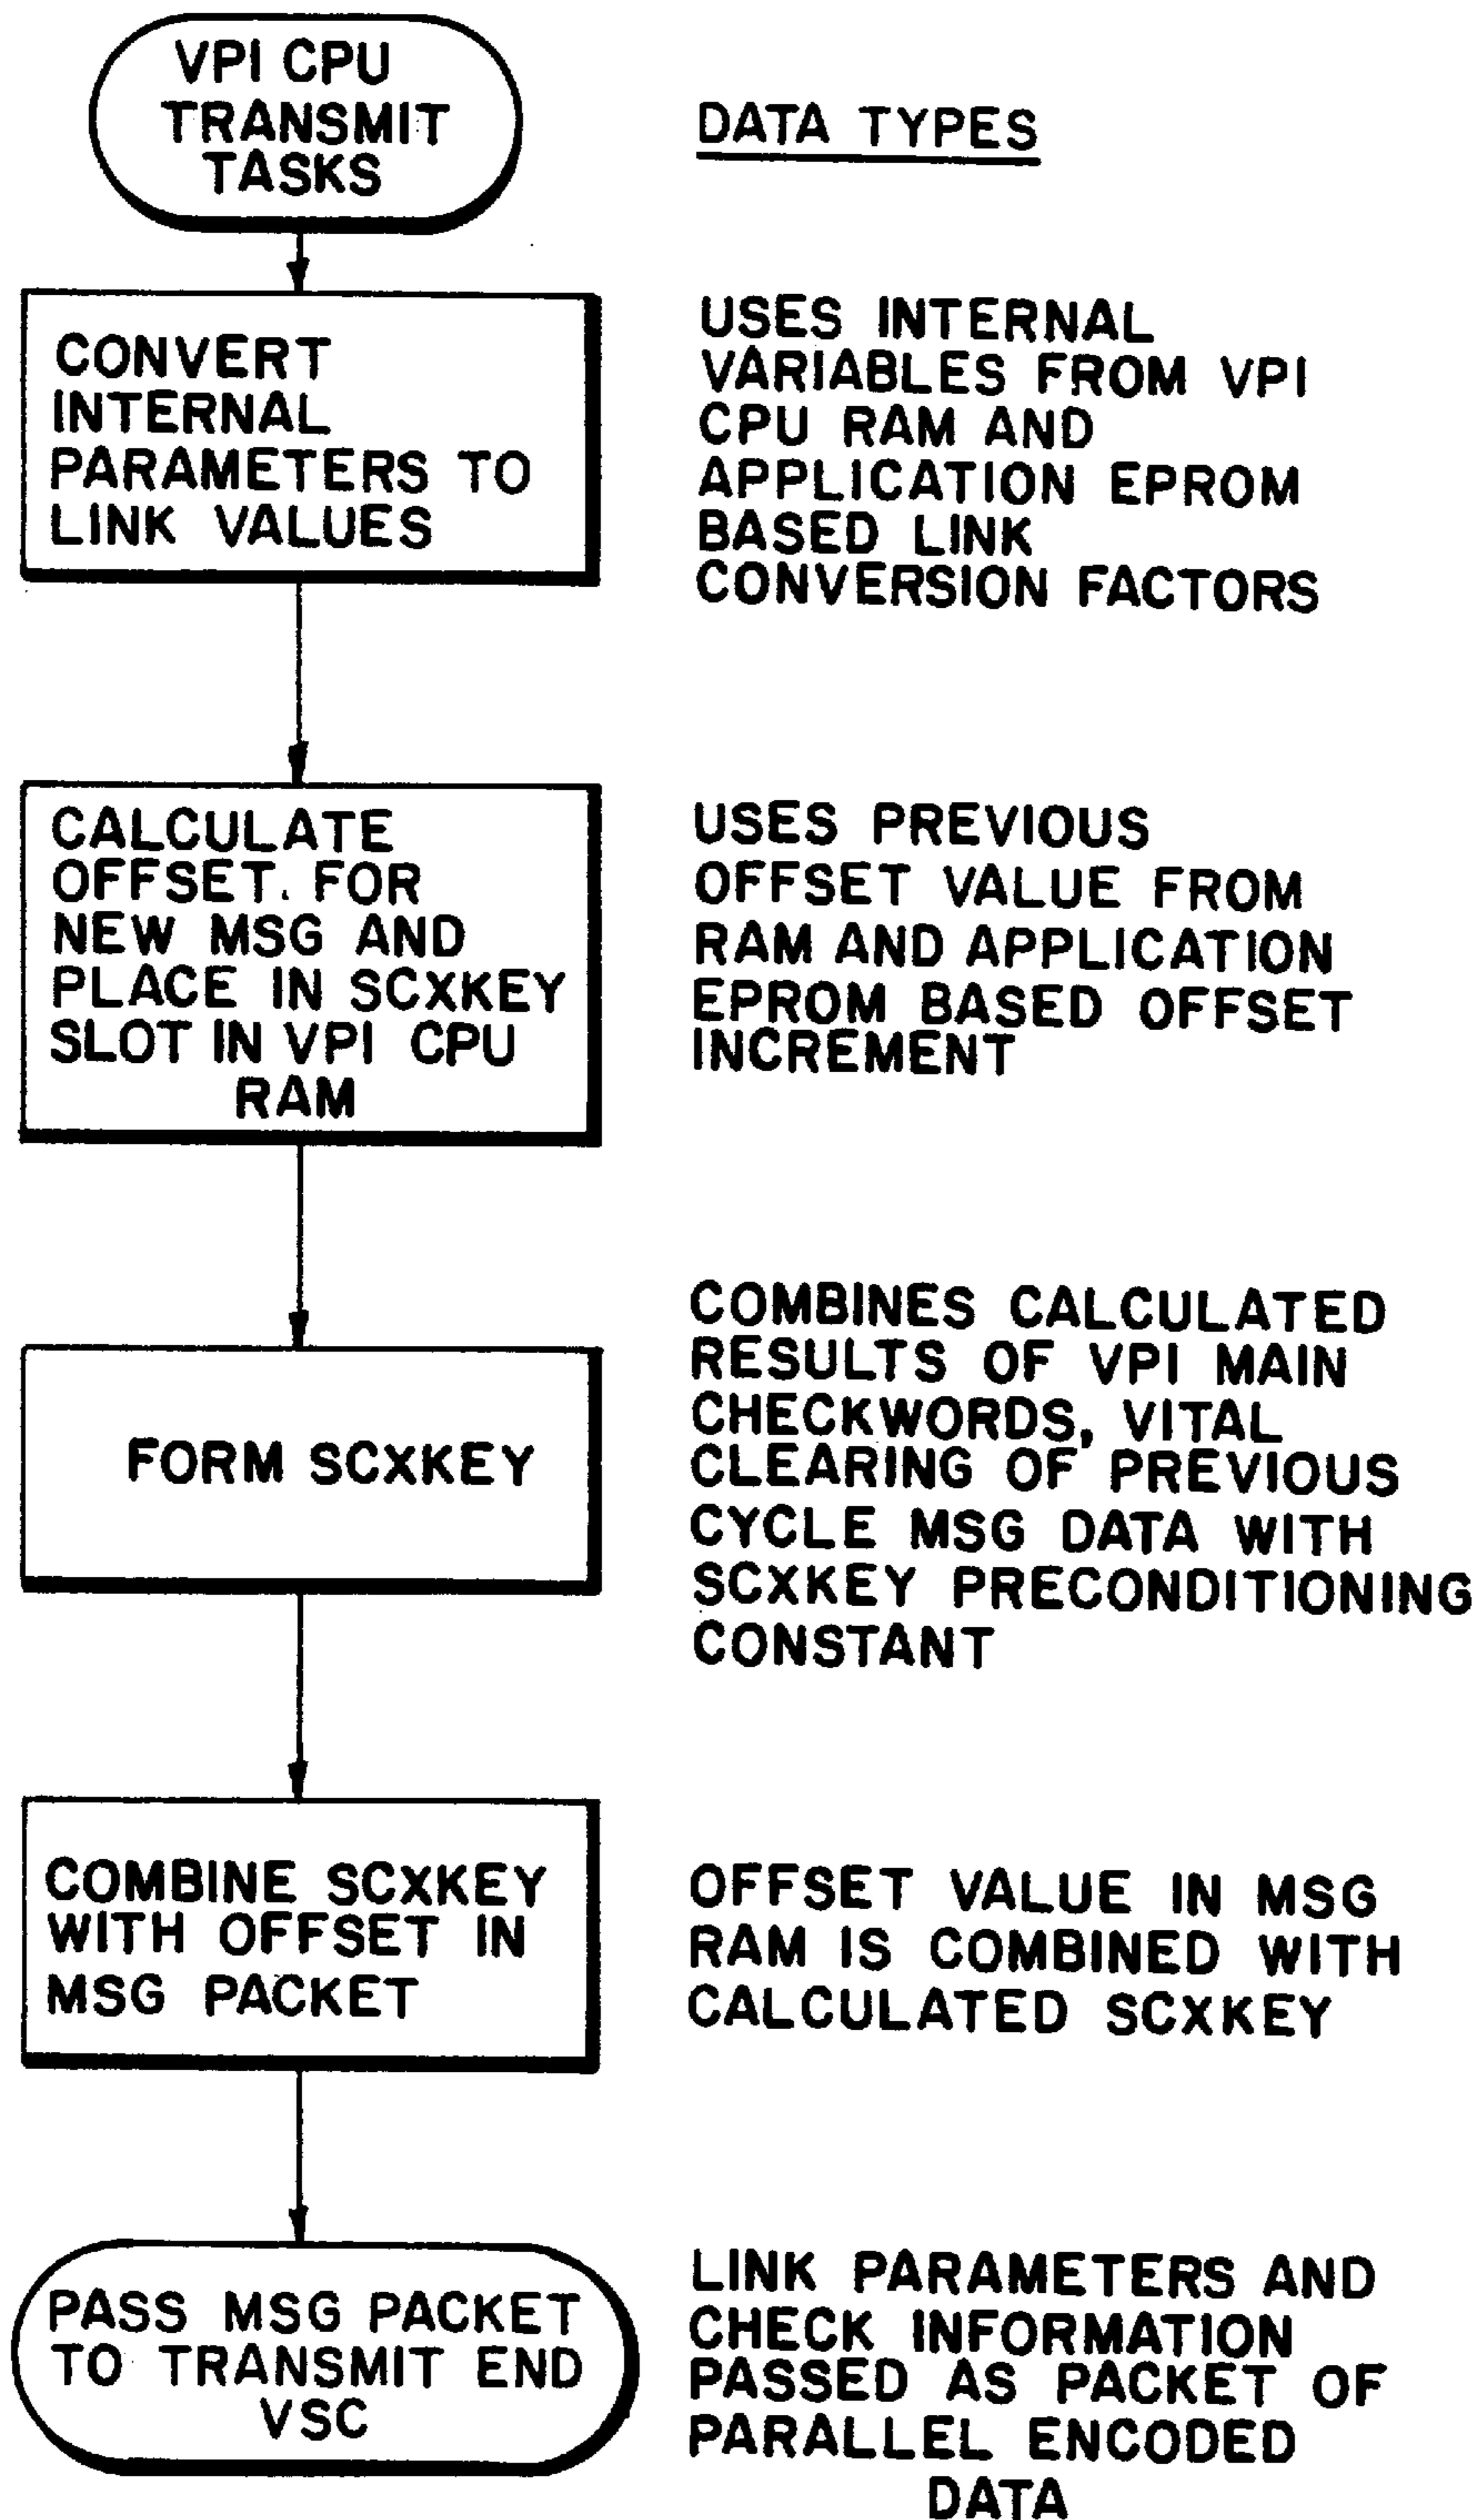 VPI CPU
TRANSMIT
TASKS
DATA TYPES
CONVERT
INTERNAL
PARAMETERS TO
LINK VALUES
USES INTERNAL
VARIABLES FROM VPI
CPU RAM AND
APPLICATION EPROM
BASED LINK
CONVERSION FACTORS
CALCULATE
OFFSET. FOR
NEW MSG AND
PLACE IN SCXKEY
SLOT IN VPI CPU
RAM
USES PREVIOUS
OFFSET VALUE FROM
RAM AND APPLICATION
EPROM BASED OFFSET
INCREMENT
FORM SCXKEY
COMBINES CALCULATED
RESULTS OF VPI MAIN
CHECKWORDS, VITAL
CLEARING OF PREVIOUS
CYCLE MSG DATA WITH
SCXKEY PRECONDITIONING
CONSTANT
COMBINE SCXKEY
WITH OFFSET IN
MSG PACKET
OFFSET VALUE IN MSG
RAM IS COMBINED WITH
CALCULATED SCXKEY
PASS MSG PACKET
TO TRANSMIT END
VSC
LINK PARAMETERS AND
CHECK INFORMATION
PASSED AS PACKET OF
PARALLEL ENCODED
DATA